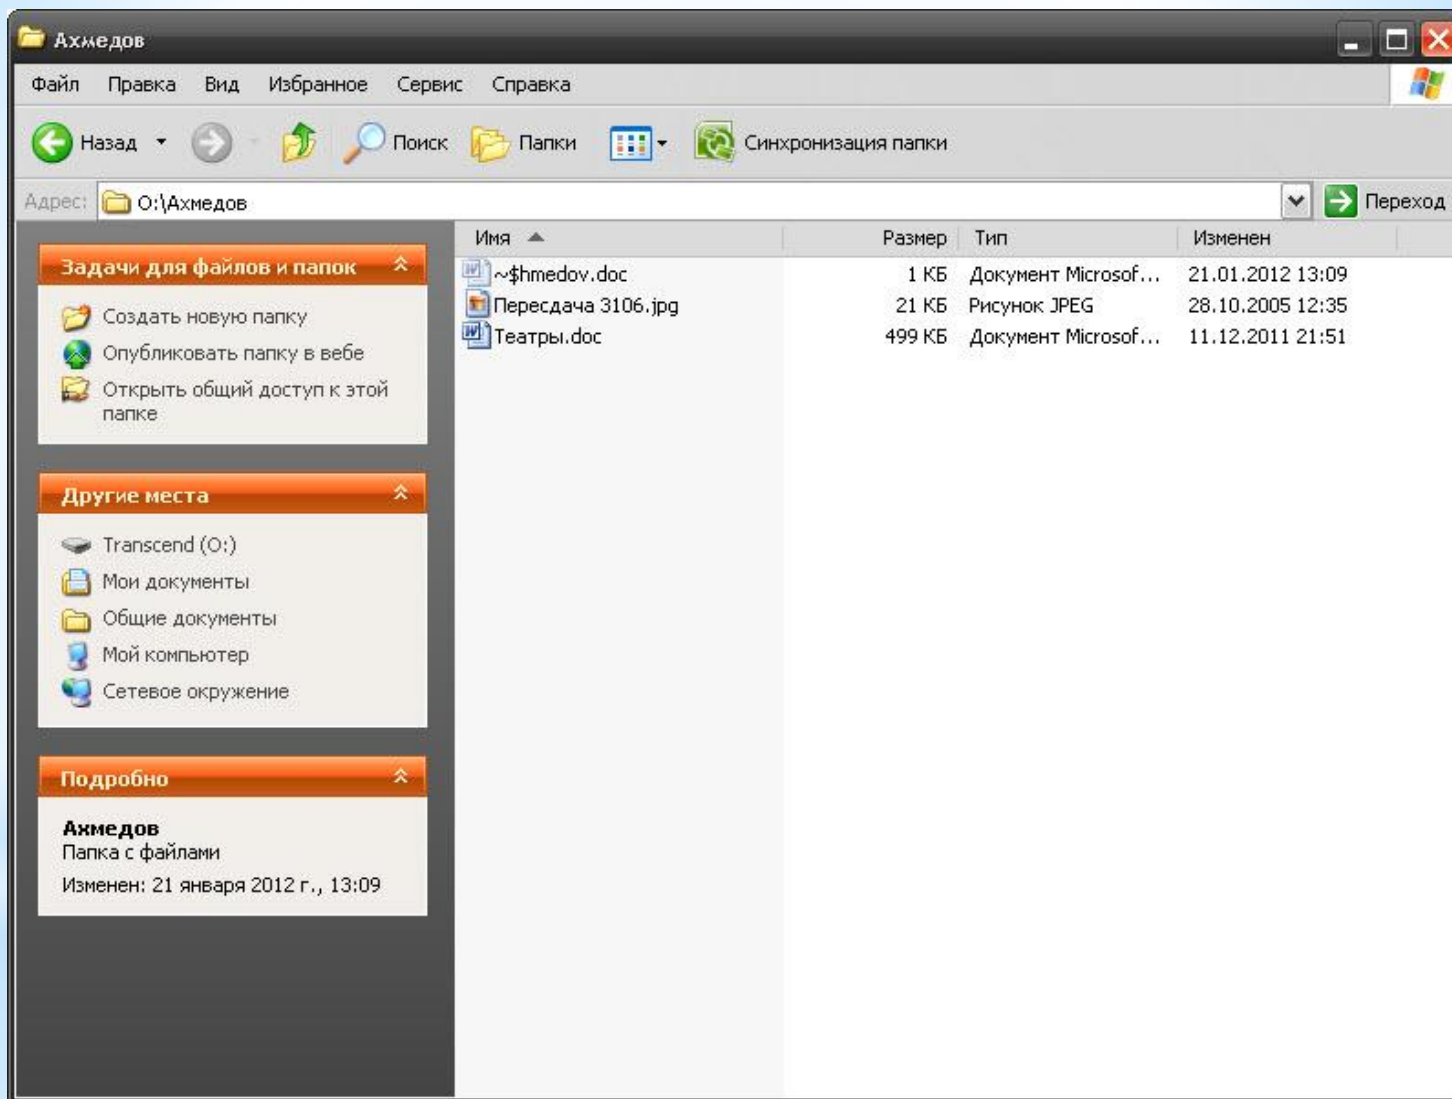 Ахмедов
Файл Правка Вид Избранное Сервис Справка
Назад Поиск Папки Синхронизация папки
Адрес: O:\Ахмедов Переход
Имя Размер Тип Изменен
~$hmedov.doc 1 КБ Документ Microsof... 21.01.2012 13:09
Пересдача 3106.jpg 21 КБ Рисунок JPEG 28.10.2005 12:35
Театры.doc 499 КБ Документ Microsof... 11.12.2011 21:51
Задачи для файлов и папок
Создать новую папку
Опубликовать папку в вебе
Открыть общий доступ к этой
папке
Другие места
Transcend (O:)
Мои документы
Общие документы
Мой компьютер
Сетевое окружение
Подробно
Ахмедов
Папка с файлами
Изменен: 21 января 2012 г., 13:09